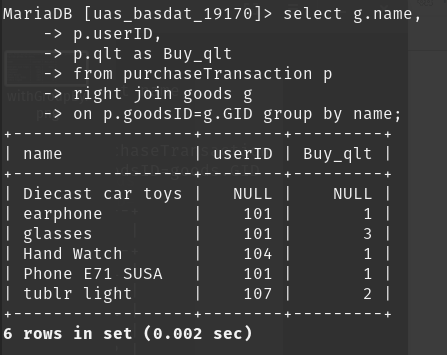 MariaDB [uas_basdat_19170]> select g.name,
    -> p.userID,
    -> p.qlt as Buy_qlt
    -> from purchaseTransaction p
    -> right join goods g
    -> on p.goodsID=g.GID group by name;
+-------------------+--------+---------+
| name              | userID | Buy_qlt |
+-------------------+--------+---------+
| Diecast car toys  |   NULL |    NULL |
| earphone          |    101 |       1 |
| glasses           |    101 |       3 |
| Hand Watch        |    104 |       1 |
| Phone E71 SUSA    |    101 |       1 |
| tublr light       |    107 |       2 |
+-------------------+--------+---------+
6 rows in set (0.002 sec)